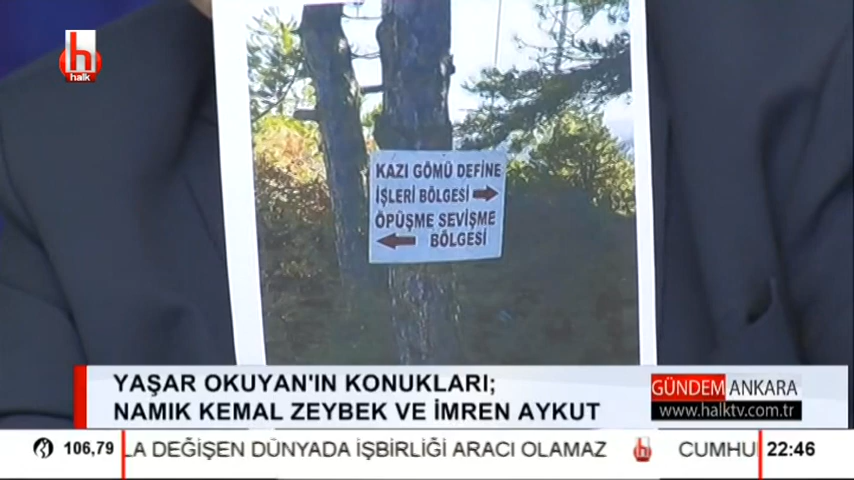 h
halk
KAZI GÖMÜ DEFİNE
İŞLERİ BÖLGESİ
ÖPÜŞME SEVİŞME
BÖLGESİ
YAŞAR OKUYAN'IN KONUKLARI;
NAMIK KEMAL ZEYBEK VE İMREN AYKUT
GÜNDEM ANKARA
www.halktv.com.tr
106,79
LA DEĞİŞEN DÜNYADA İŞBİRLİĞİ ARACI OLAMAZ
h
CUMHU
22:46